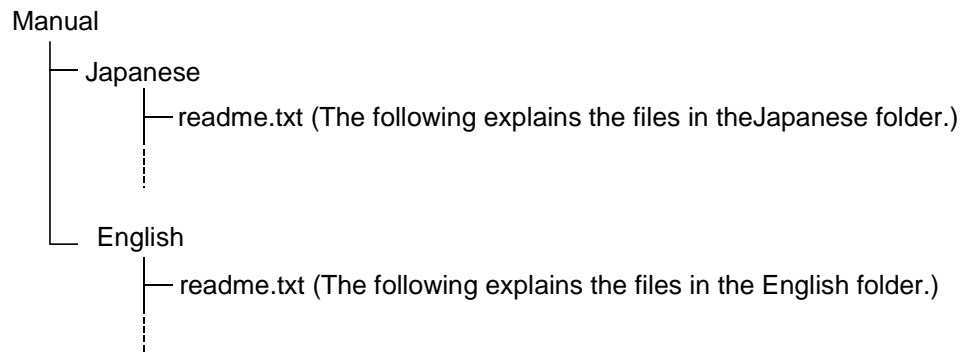 Manual
Japanese
readme.txt (The following explains the files in theJapanese folder.)
English
readme.txt (The following explains the files in the English folder.)